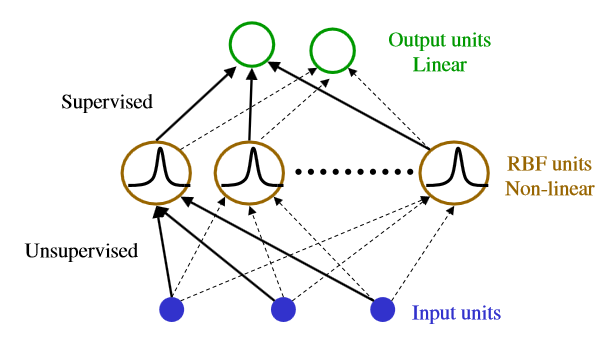 Output units
Linear
Supervised
RBF units
Non-linear
Unsupervised
Input units